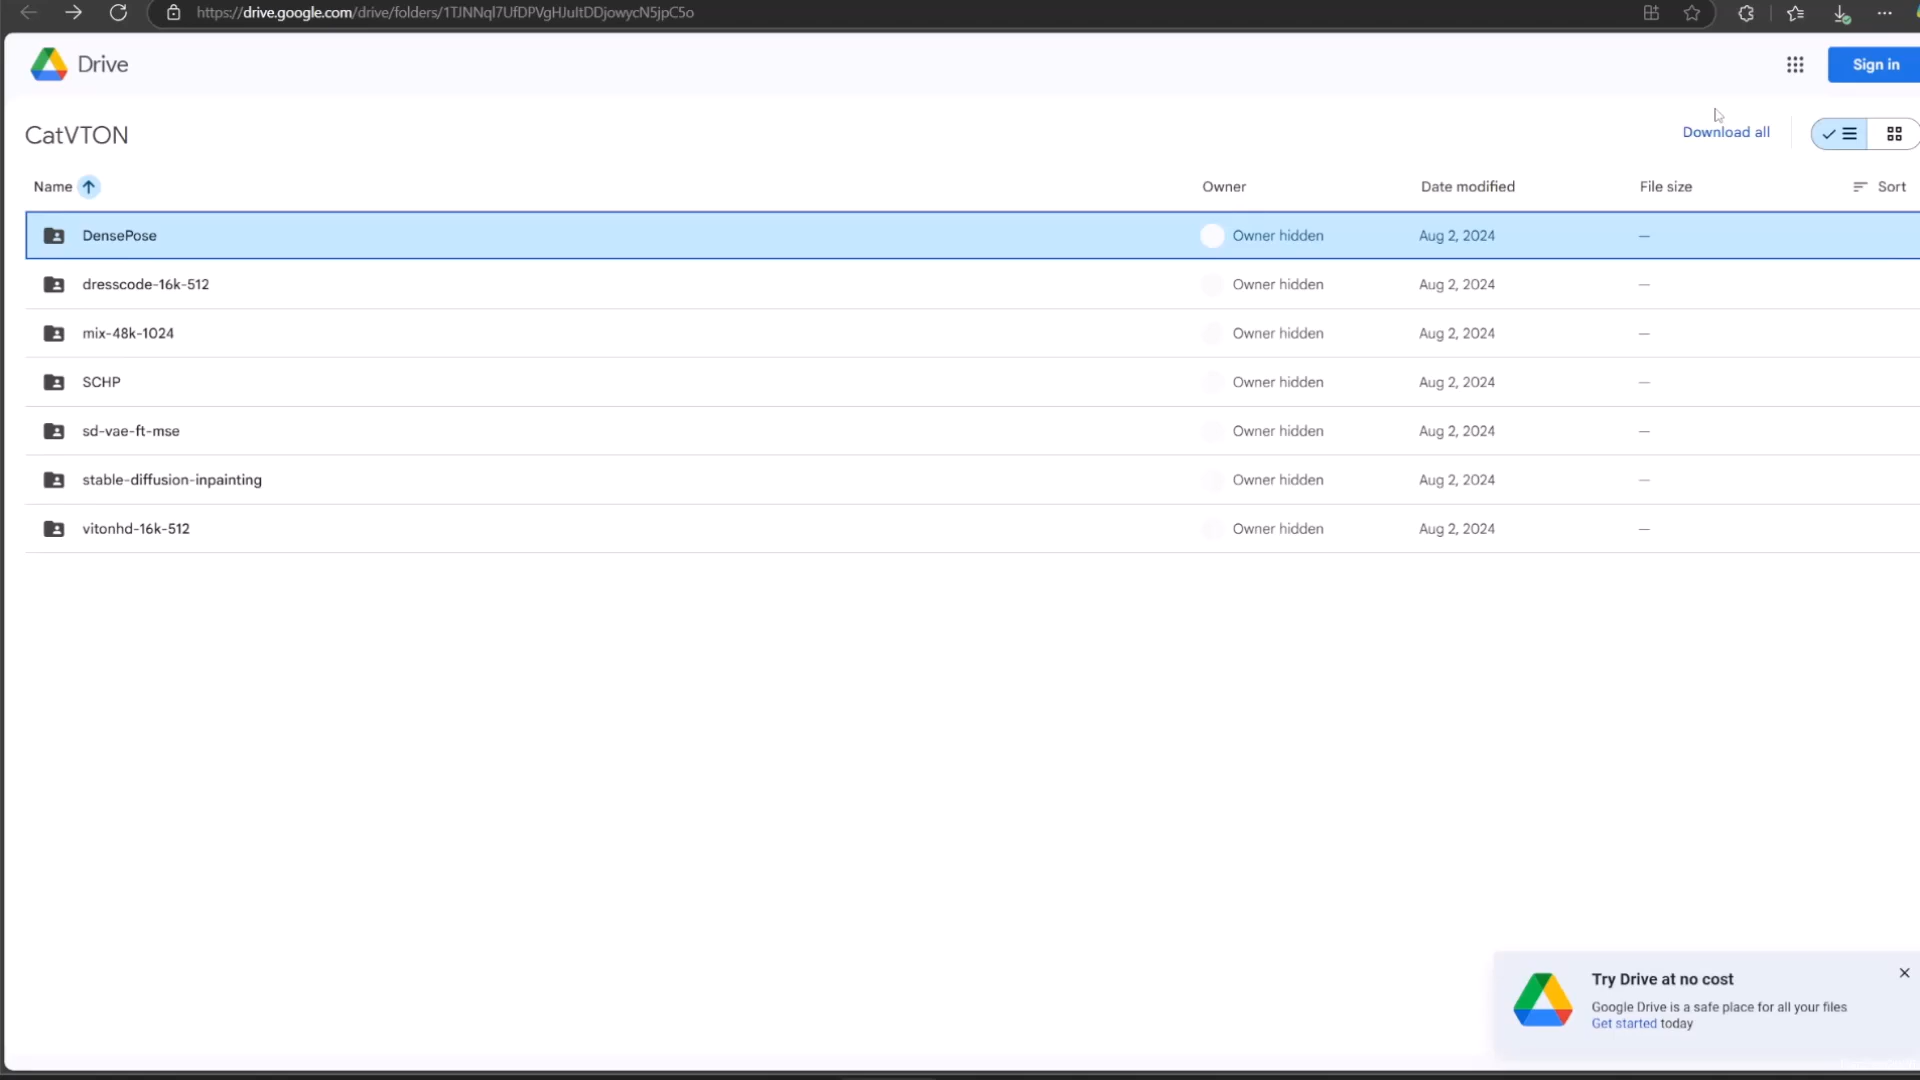 https://drive.google.com/drive/folders/1TJNNql7UfDPVgHJultDDjowycN5jpC5o
Drive
Sign in
CatVTON
Download all
Name
Owner
Date modified
File size
Sort
DensePose
Owner hidden
Aug 2, 2024
—
dresscode-16k-512
Owner hidden
Aug 2, 2024
—
mix-48k-1024
Owner hidden
Aug 2, 2024
—
SCHP
Owner hidden
Aug 2, 2024
—
sd-vae-ft-mse
Owner hidden
Aug 2, 2024
—
stable-diffusion-inpainting
Owner hidden
Aug 2, 2024
—
vitonhd-16k-512
Owner hidden
Aug 2, 2024
—
Try Drive at no cost
Google Drive is a safe place for all your files
Get started today